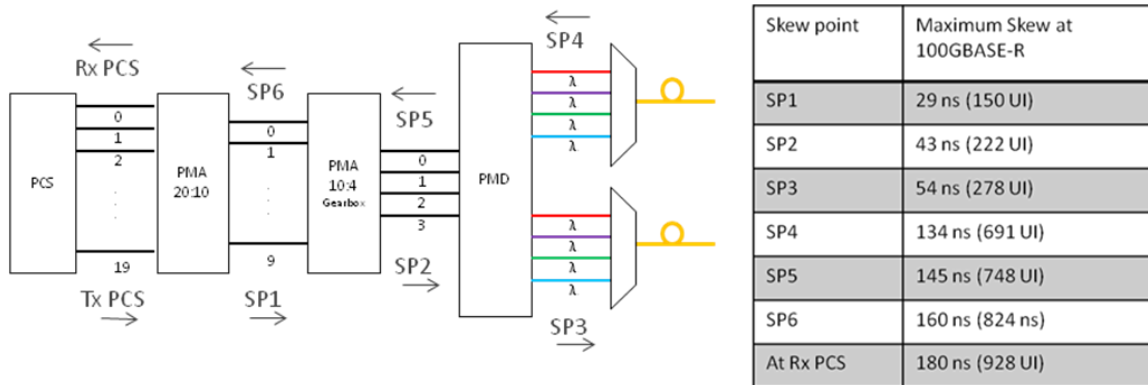 SP4
Rx PCS
SP6
SP5
λ
λ
λ
λ
0
1
2
.
.
.
19
0
1
.
.
.
9
0
1
2
3
PCS
PMA
20:10
PMA
10:4
Gearbox
PMD
λ
λ
λ
λ
Tx PCS
SP1
SP2
SP3
Skew point Maximum Skew at
100GBASE-R
SP1 29 ns (150 UI)
SP2 43 ns (222 UI)
SP3 54 ns (278 UI)
SP4 134 ns (691 UI)
SP5 145 ns (748 UI)
SP6 160 ns (824 ns)
At Rx PCS 180 ns (928 UI)